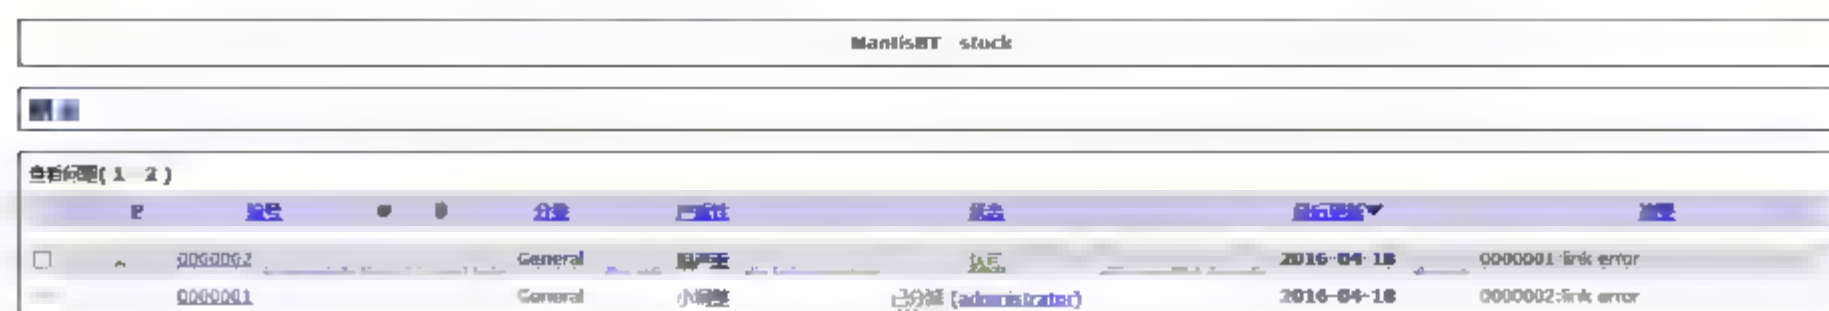 MantisBT stuck
查看问题(1 2)
P 编号 分类 严重性 状态 最后更新 摘要
^ 0000002 General 2016-04-18 0000001:link error
0000001 General 小调整 已分派 (administrator) 2016-04-18 0000002:link error